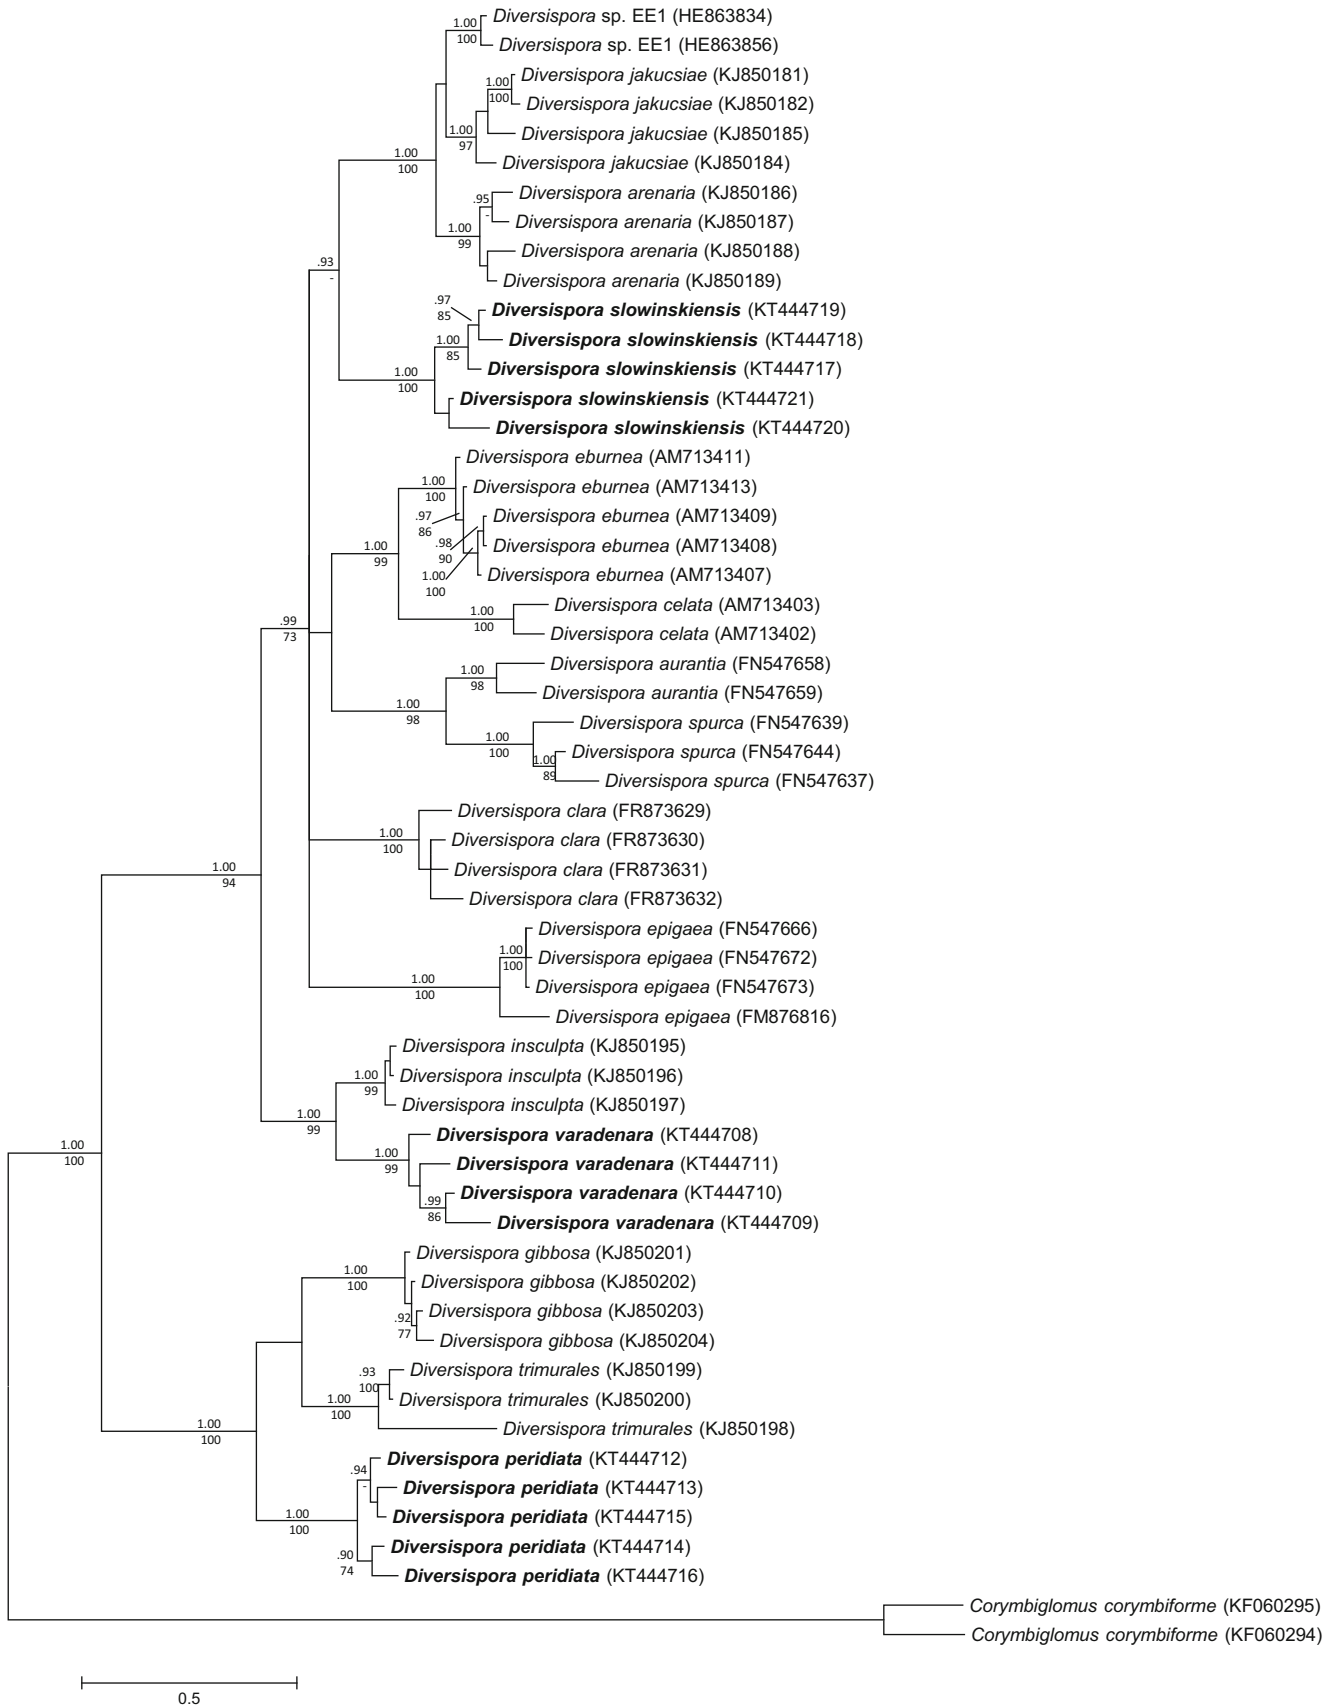 Diversispora sp. EE1 (HE863834)
1.00
100
Diversispora sp. EE1 (HE863856)
Diversispora jakucsiae (KJ850181)
1.00
100
Diversispora jakucsiae (KJ850182)
Diversispora jakucsiae (KJ850185)
1.00
97
Diversispora jakucsiae (KJ850184)
1.00
100
Diversispora arenaria (KJ850186)
.95
-
Diversispora arenaria (KJ850187)
1.00
99
Diversispora arenaria (KJ850188)
.93
-
Diversispora arenaria (KJ850189)
.97
85
Diversispora slowinskiensis (KT444719)
Diversispora slowinskiensis (KT444718)
1.00
85
Diversispora slowinskiensis (KT444717)
1.00
100
Diversispora slowinskiensis (KT444721)
Diversispora slowinskiensis (KT444720)
Diversispora eburnea (AM713411)
1.00
100
Diversispora eburnea (AM713413)
.97
86
Diversispora eburnea (AM713409)
.98
90
Diversispora eburnea (AM713408)
1.00
99
1.00
100
Diversispora eburnea (AM713407)
Diversispora celata (AM713403)
1.00
100
Diversispora celata (AM713402)
.99
73
Diversispora aurantia (FN547658)
1.00
98
Diversispora aurantia (FN547659)
1.00
98
Diversispora spurca (FN547639)
1.00
100
Diversispora spurca (FN547644)
1.00
89
Diversispora spurca (FN547637)
Diversispora clara (FR873629)
1.00
100
Diversispora clara (FR873630)
Diversispora clara (FR873631)
1.00
94
Diversispora clara (FR873632)
Diversispora epigaea (FN547666)
1.00
100
Diversispora epigaea (FN547672)
1.00
100
Diversispora epigaea (FN547673)
Diversispora epigaea (FM876816)
Diversispora insculpta (KJ850195)
1.00
99
Diversispora insculpta (KJ850196)
Diversispora insculpta (KJ850197)
1.00
99
Diversispora varadenara (KT444708)
1.00
99
Diversispora varadenara (KT444711)
1.00
100
Diversispora varadenara (KT444710)
.99
86
Diversispora varadenara (KT444709)
Diversispora gibbosa (KJ850201)
1.00
100
Diversispora gibbosa (KJ850202)
Diversispora gibbosa (KJ850203)
.92
77
Diversispora gibbosa (KJ850204)
Diversispora trimurales (KJ850199)
.93
100
Diversispora trimurales (KJ850200)
1.00
100
Diversispora trimurales (KJ850198)
1.00
100
Diversispora peridiata (KT444712)
.94
-
Diversispora peridiata (KT444713)
Diversispora peridiata (KT444715)
1.00
100
Diversispora peridiata (KT444714)
.90
74
Diversispora peridiata (KT444716)
Corymbiglomus corymbiforme (KF060295)
Corymbiglomus corymbiforme (KF060294)
0.5